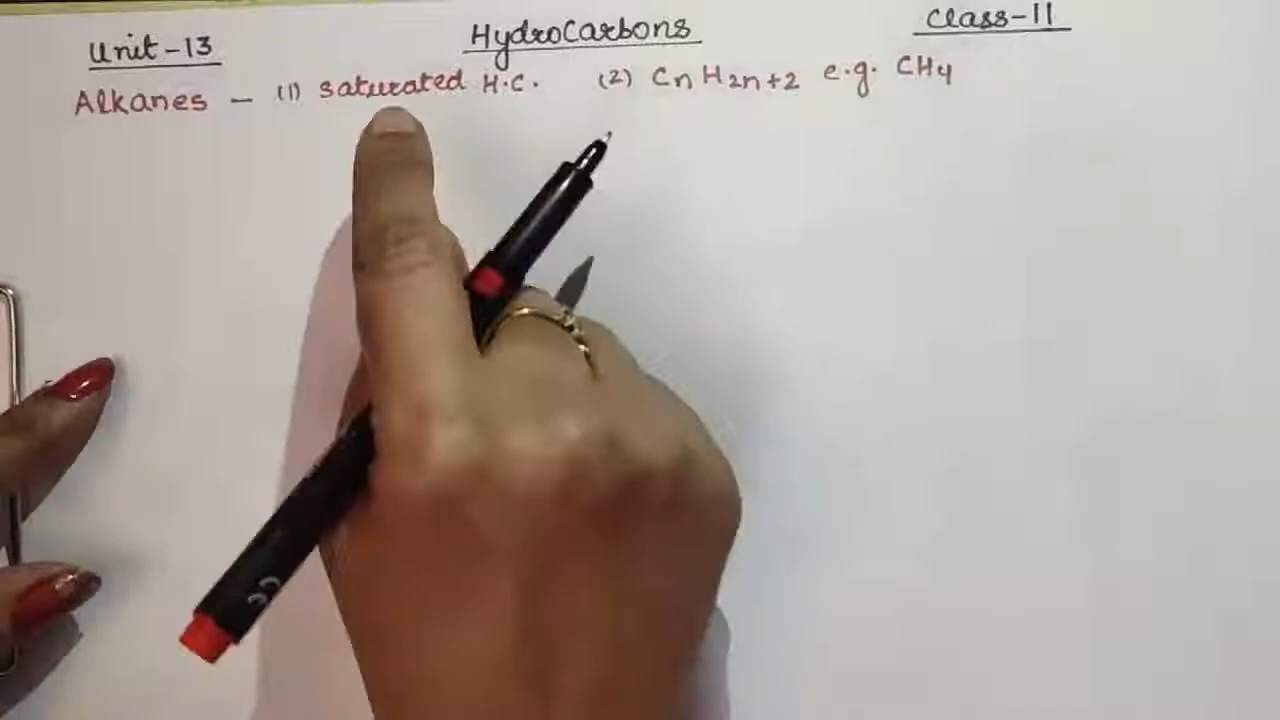 Unit-13 HydroCarbons Class-11
Alkanes - (1) saturated H.C. (2) CnH2n+2 e.g. CH4